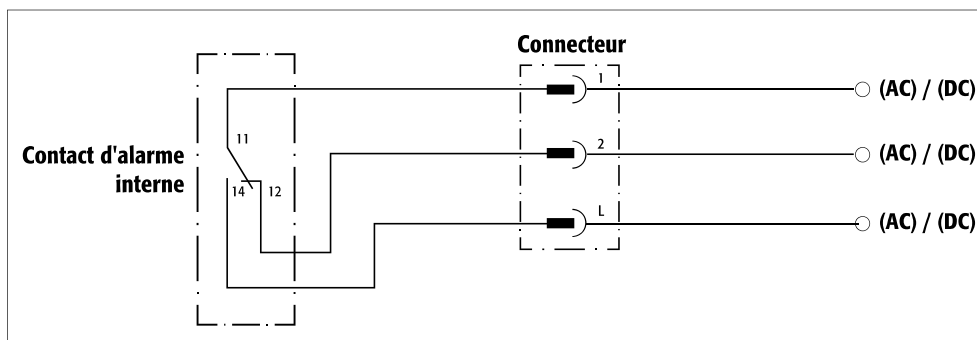 Connecteur
1
(AC) / (DC)
11
2
(AC) / (DC)
Contact d'alarme
interne
14
12
L
(AC) / (DC)